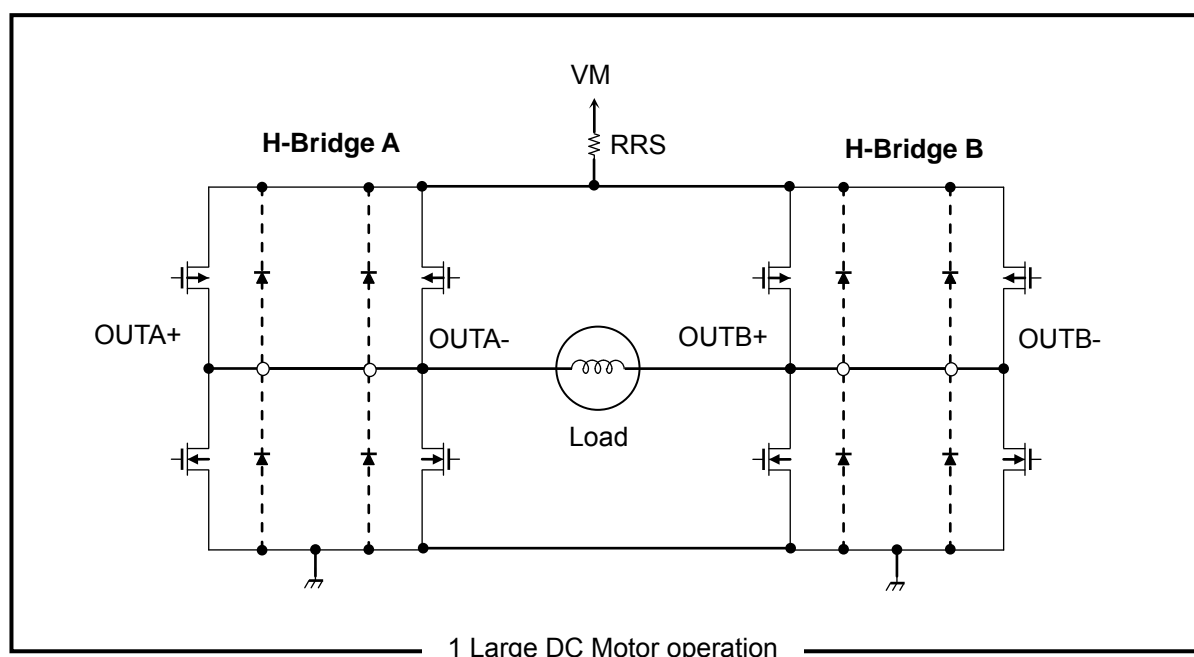 VM
RRS
H-Bridge A
H-Bridge B
OUTA+
OUTA-
OUTB+
OUTB-
Load
1 Large DC Motor operation